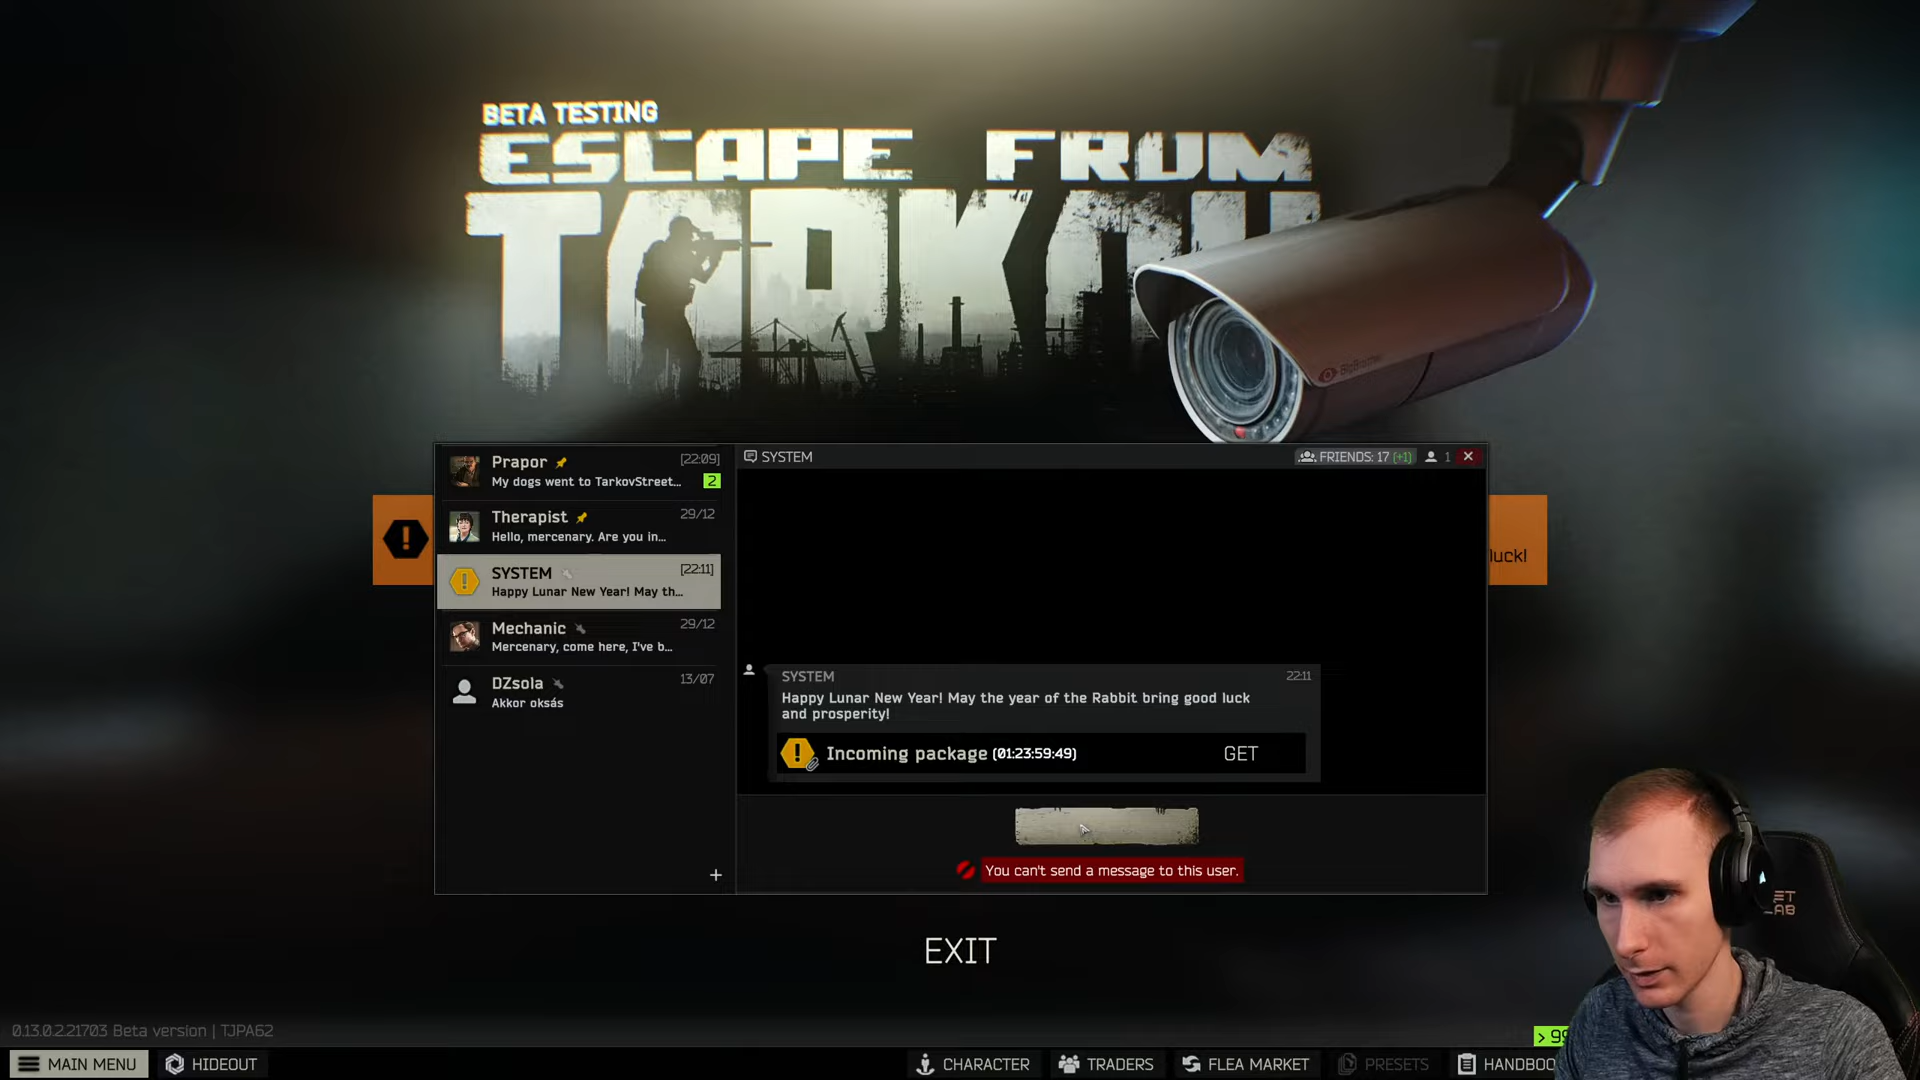 BETA TESTING
ESCAPE FROM
TARKOV
BigBrother
Prapor [22:09]
My dogs went to TarkovStreet... 2
Therapist 29/12
Hello, mercenary. Are you in...
SYSTEM [22:11]
Happy Lunar New Year! May th...
Mechanic 29/12
Mercenary, come here, I've b...
DZsola 13/07
Akkor oksás
+
SYSTEM FRIENDS: 17 (+1) 1
luck!
SYSTEM 22:11
Happy Lunar New Year! May the year of the Rabbit bring good luck
and prosperity!
Incoming package (01:23:59:49) GET
You can't send a message to this user.
EXIT
0.13.0.2.21703 Beta version | TJPA62
> 99
MAIN MENU HIDEOUT CHARACTER TRADERS FLEA MARKET PRESETS HANDBOO